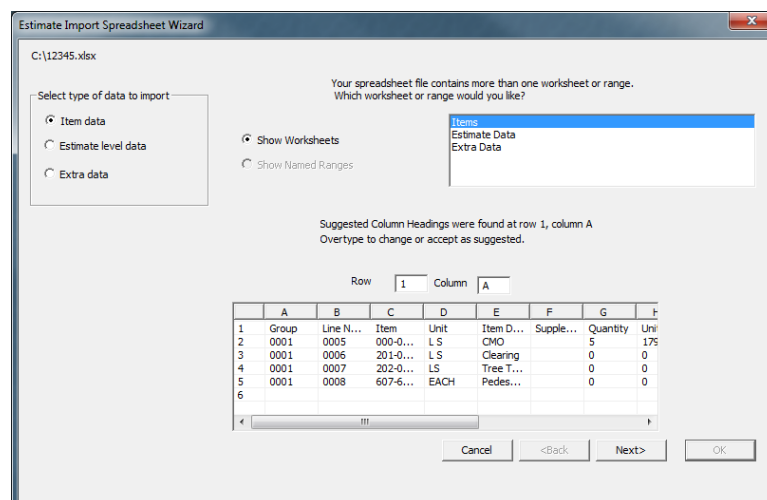 Estimate Import Spreadsheet Wizard
C:\12345.xlsx
Select type of data to import
Item data
Estimate level data
Extra data
Your spreadsheet file contains more than one worksheet or range.
Which worksheet or range would you like?
Show Worksheets
Show Named Ranges
Items
Estimate Data
Extra Data
Suggested Column Headings were found at row 1, column A
Overtype to change or accept as suggested.
Row 1 Column A
A B C D E F G H
1 Group Line N... Item Unit Item D... Supple... Quantity Uni
2 0001 0005 000-0... L S CMO 5 179
3 0001 0006 201-0... L S Clearing 0 0
4 0001 0007 202-0... LS Tree T... 0 0
5 0001 0008 607-6... EACH Pedes... 0 0
6
Cancel <Back Next> OK